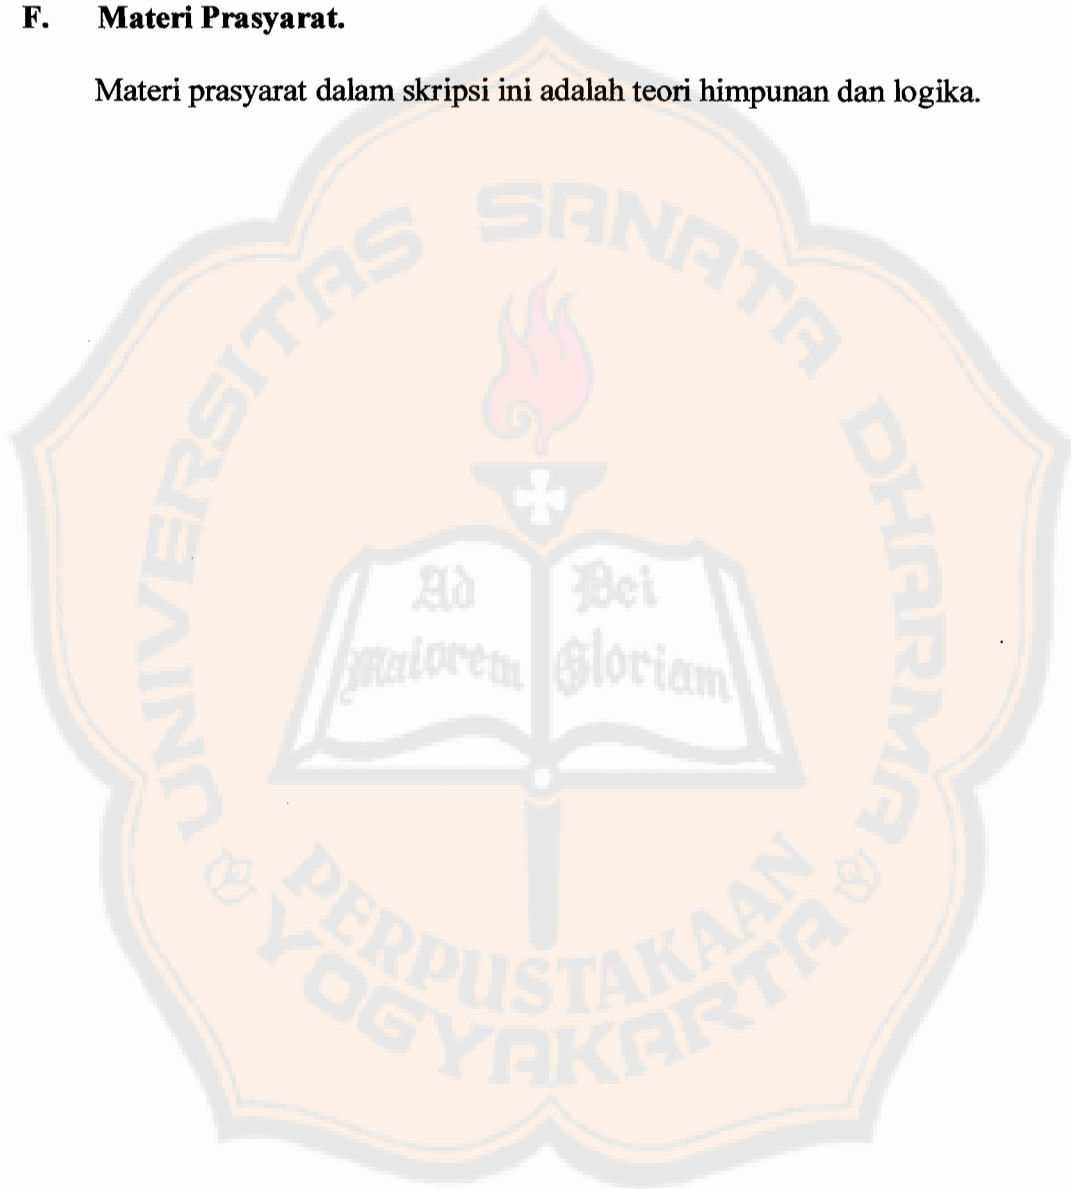 F. Materi Prasyarat.
Materi prasyarat dalam skripsi ini adalah teori himpunan dan logika.
UNIVERSITAS SANATA DHARMA
Ad Dei
maiorem Gloriam
PERPUSTAKAAN
YOGYAKARTA